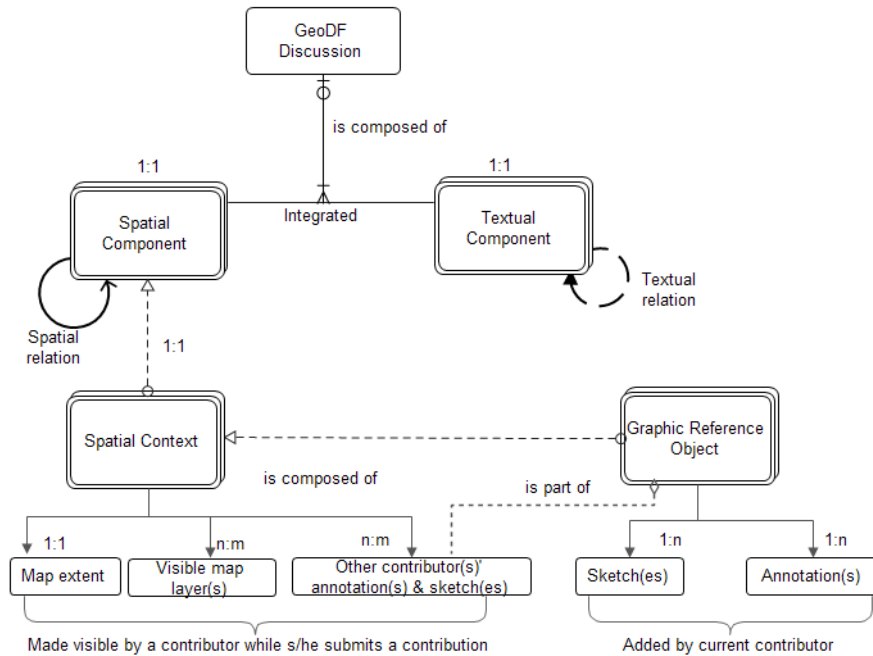 GeoDF
Discussion
is composed of
1:1
1:1
Spatial
Component
Integrated
Textual
Component
Textual
relation
Spatial
relation
1:1
Spatial Context
Graphic Reference
Object
is composed of
is part of
1:1
n:m
n:m
1:n
1:n
Map extent
Visible map
layer(s)
Other contributor(s)'
annotation(s) & sketch(es)
Sketch(es)
Annotation(s)
Made visible by a contributor while s/he submits a contribution
Added by current contributor